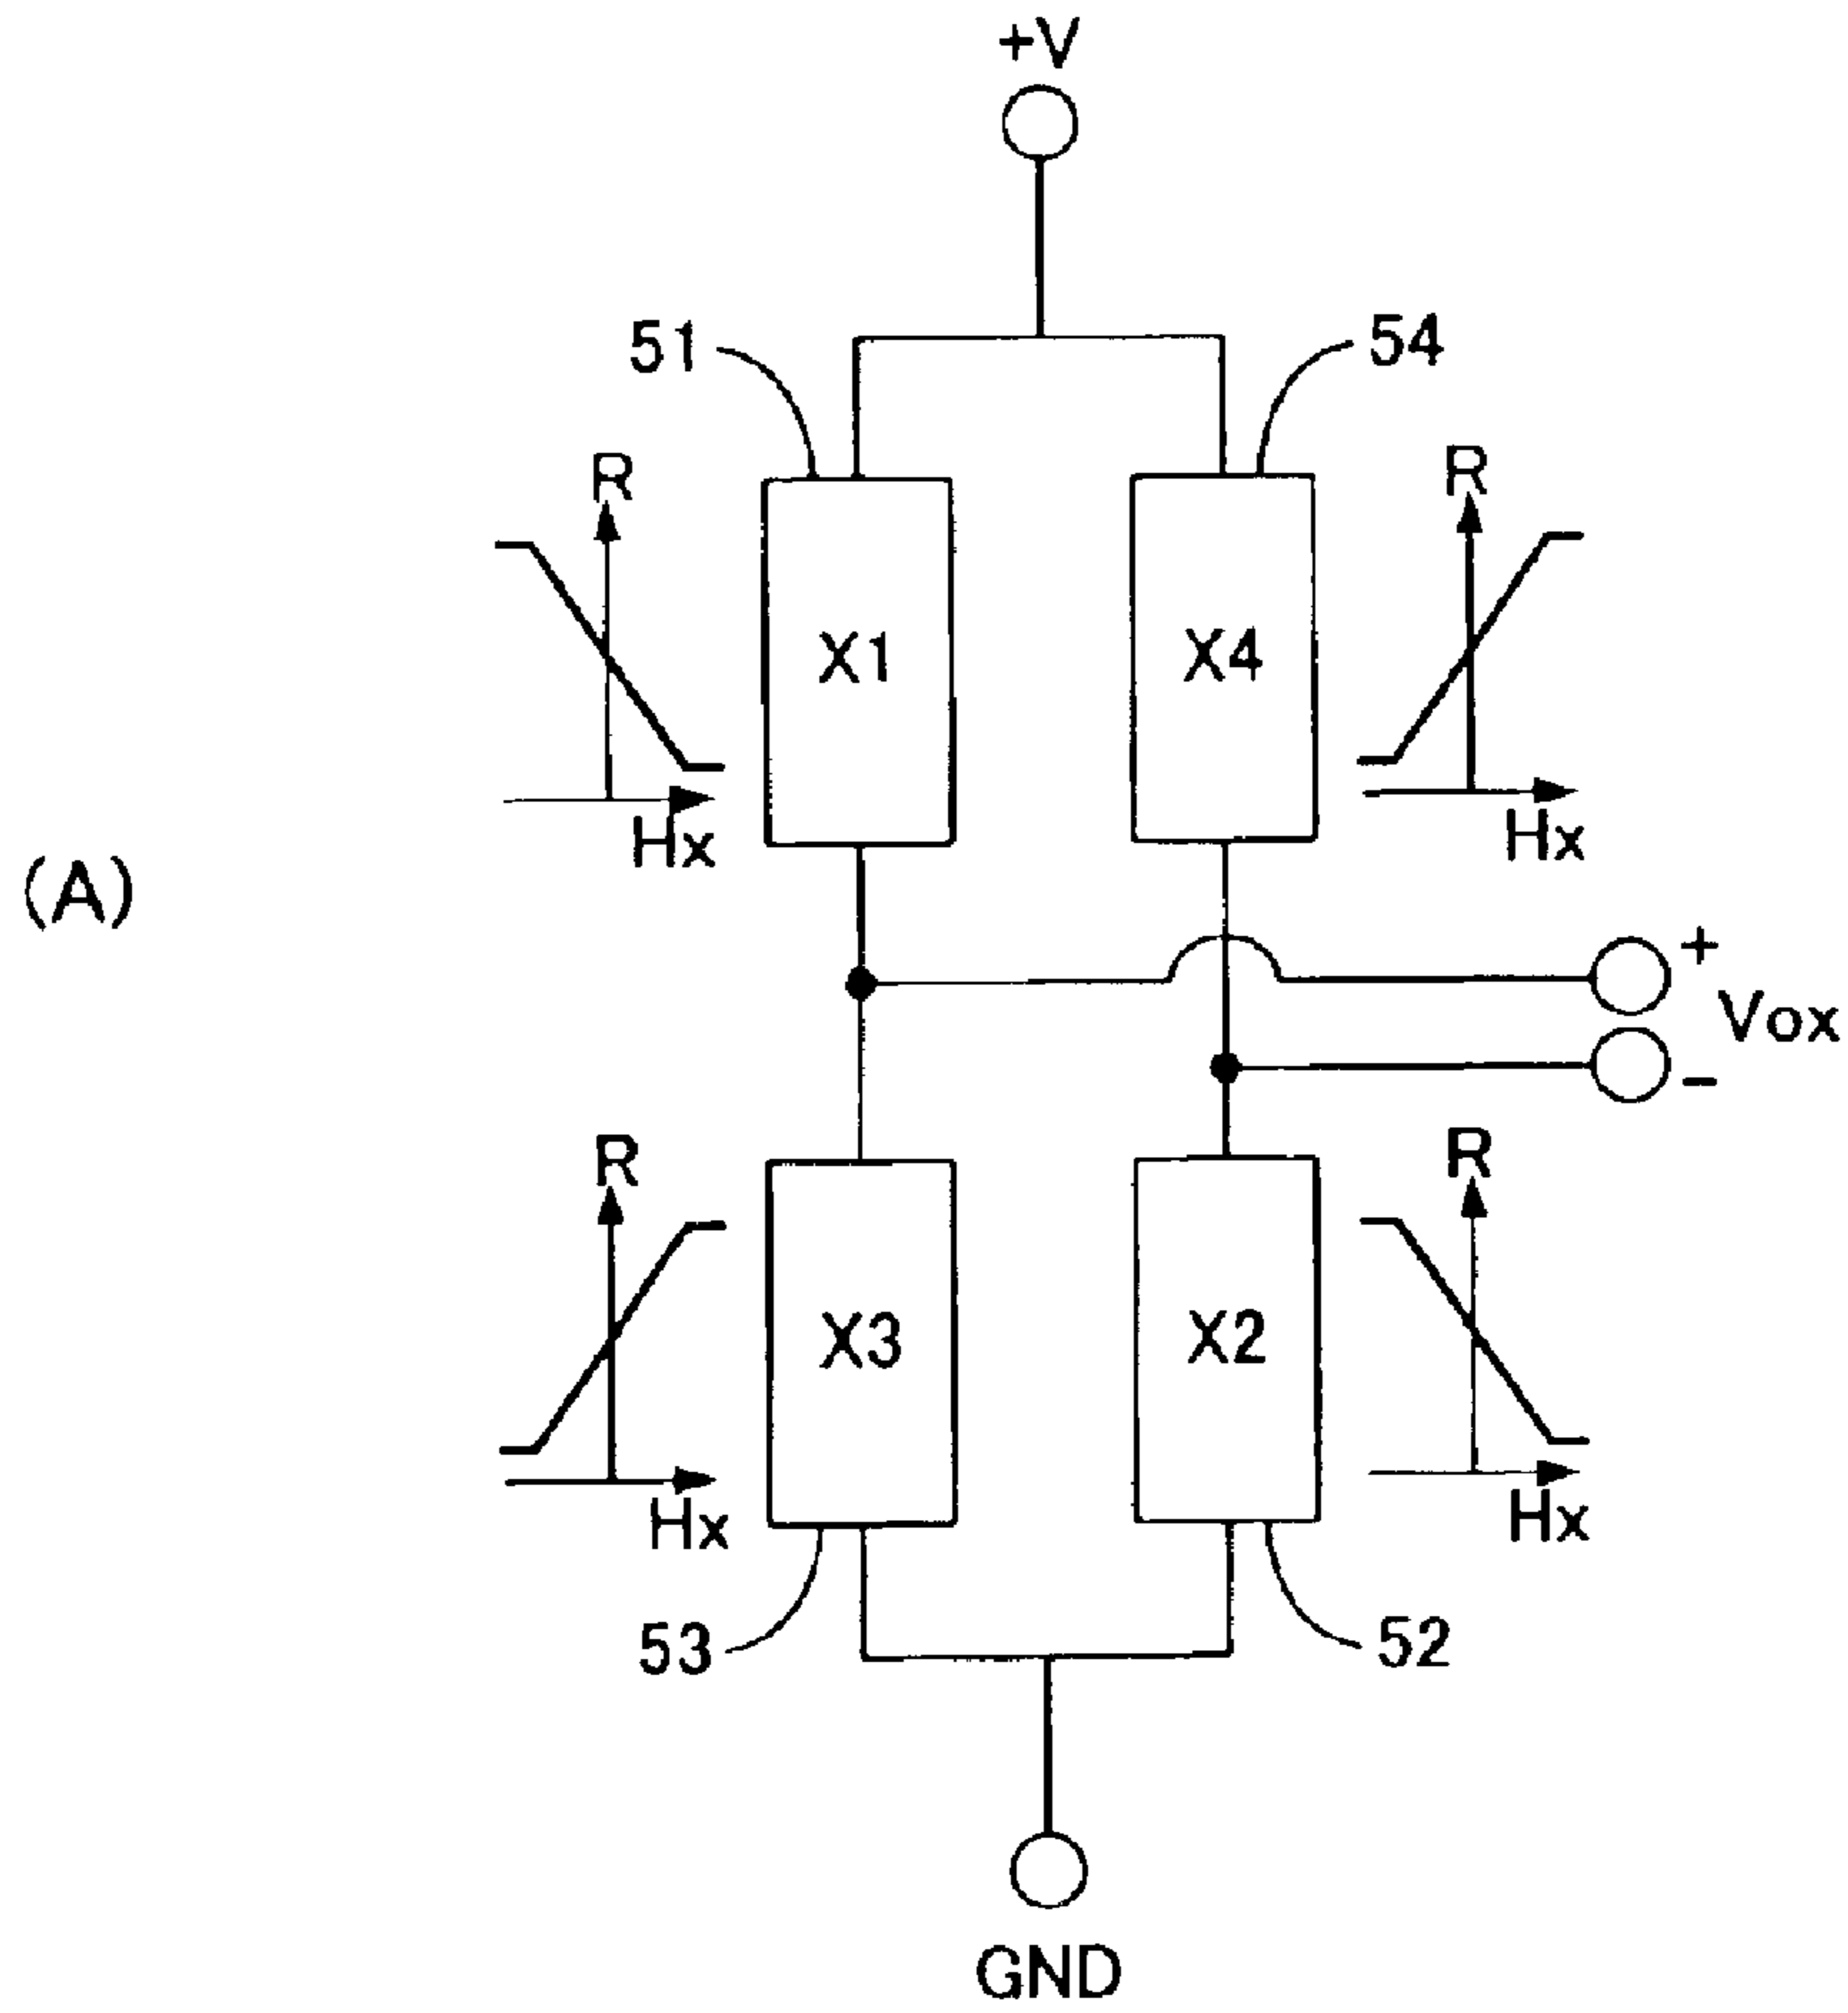 +V
51
54
R
R
X1
X4
Hx
Hx
(A)
+
Vox
-
R
R
X3
X2
Hx
Hx
53
52
GND